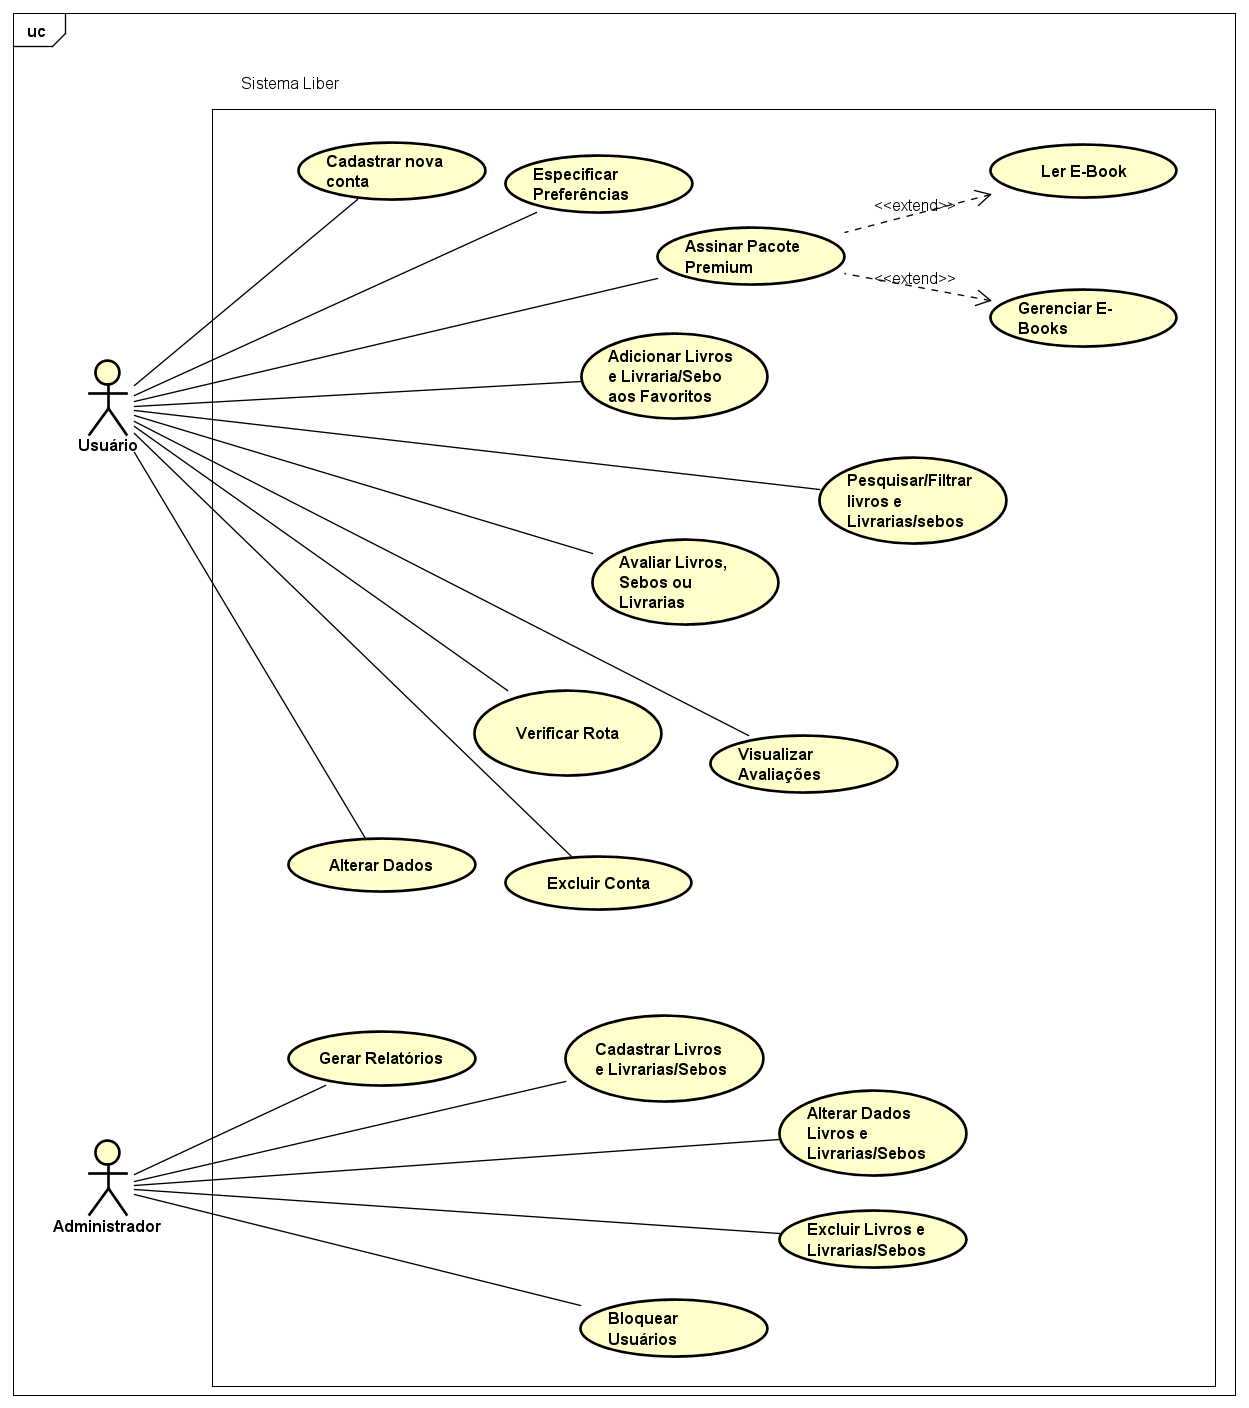 uc
Sistema Liber
Cadastrar nova
conta
Especificar
Preferências
Ler E-Book
<<extend>>
Assinar Pacote
Premium
<<extend>>
Gerenciar E-
Books
Adicionar Livros
e Livraria/Sebo
aos Favoritos
Usuário
Pesquisar/Filtrar
livros e
Livrarias/sebos
Avaliar Livros,
Sebos ou
Livrarias
Verificar Rota
Visualizar
Avaliações
Alterar Dados
Excluir Conta
Gerar Relatórios
Cadastrar Livros
e Livrarias/Sebos
Alterar Dados
Livros e
Livrarias/Sebos
Administrador
Excluir Livros e
Livrarias/Sebos
Bloquear
Usuários